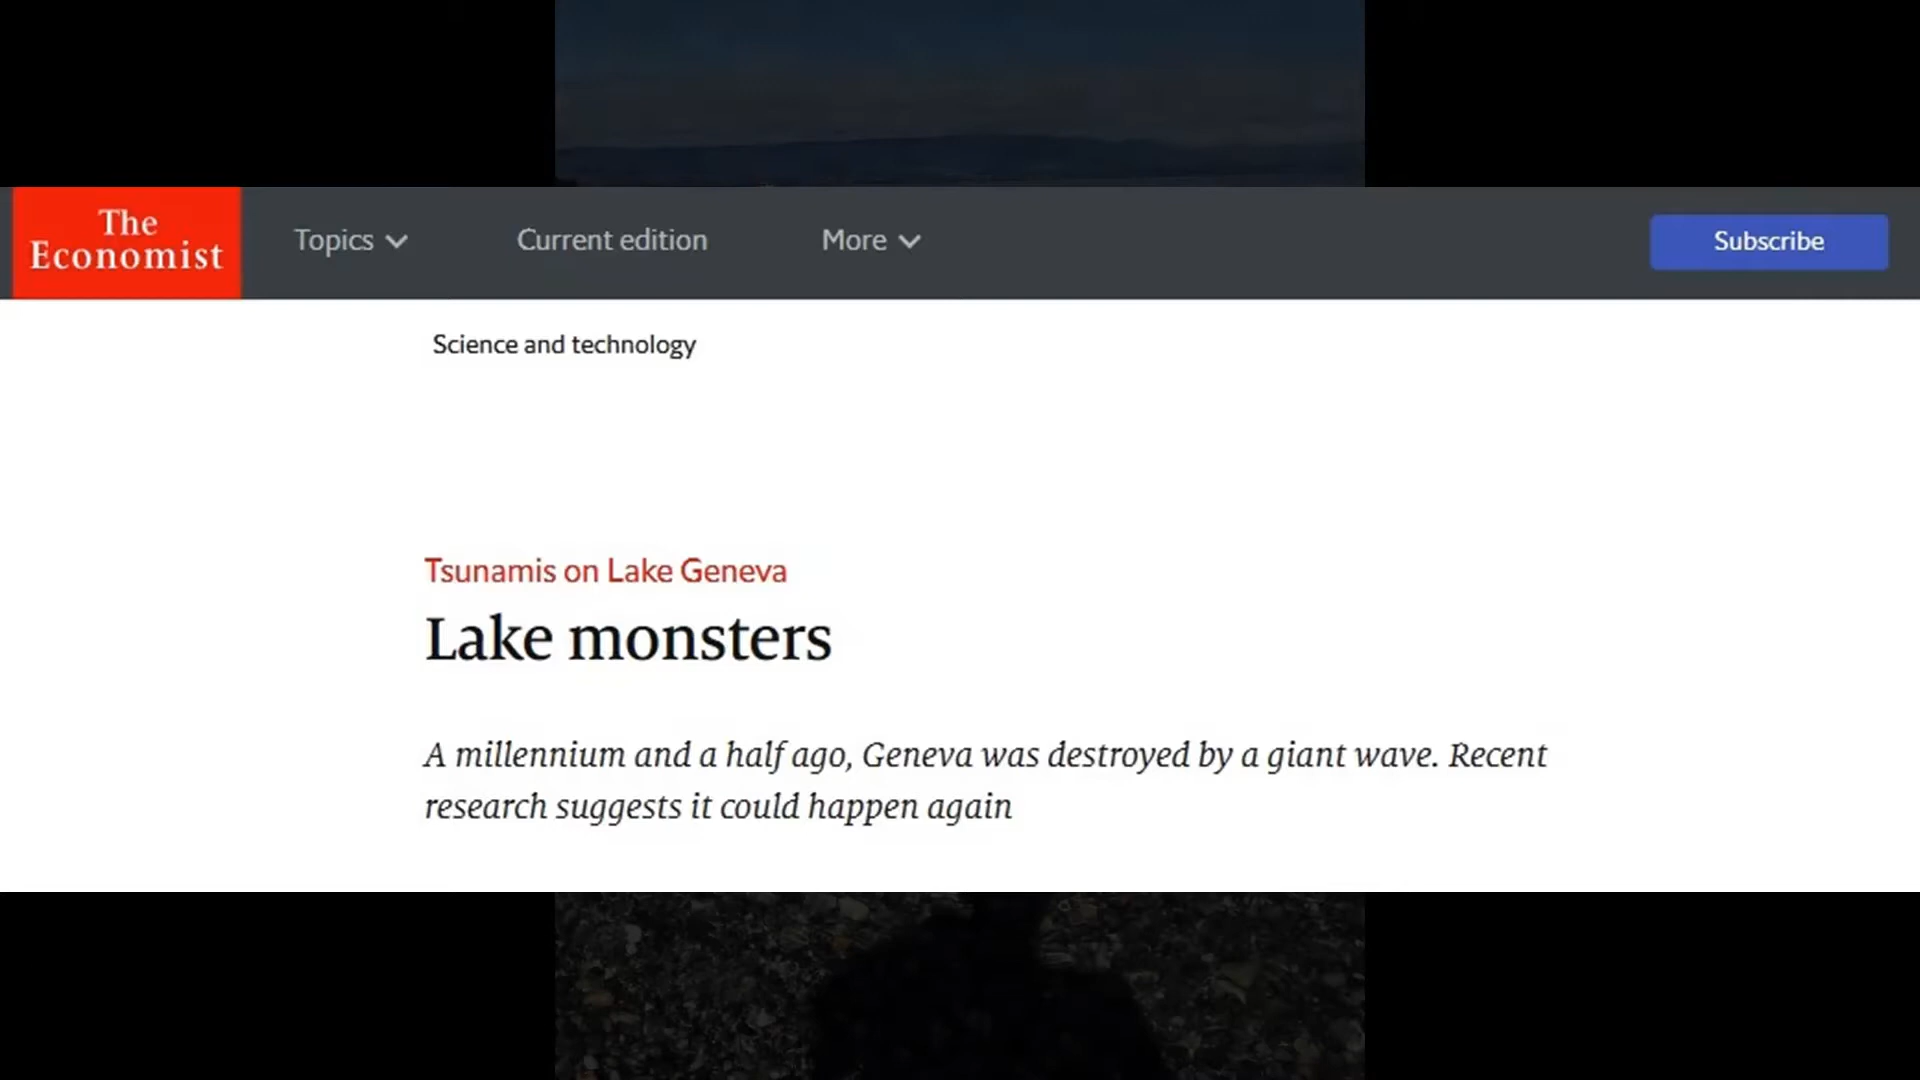 The
Economist
Topics
Current edition
More
Subscribe
Science and technology
Tsunamis on Lake Geneva
Lake monsters
A millennium and a half ago, Geneva was destroyed by a giant wave. Recent
research suggests it could happen again